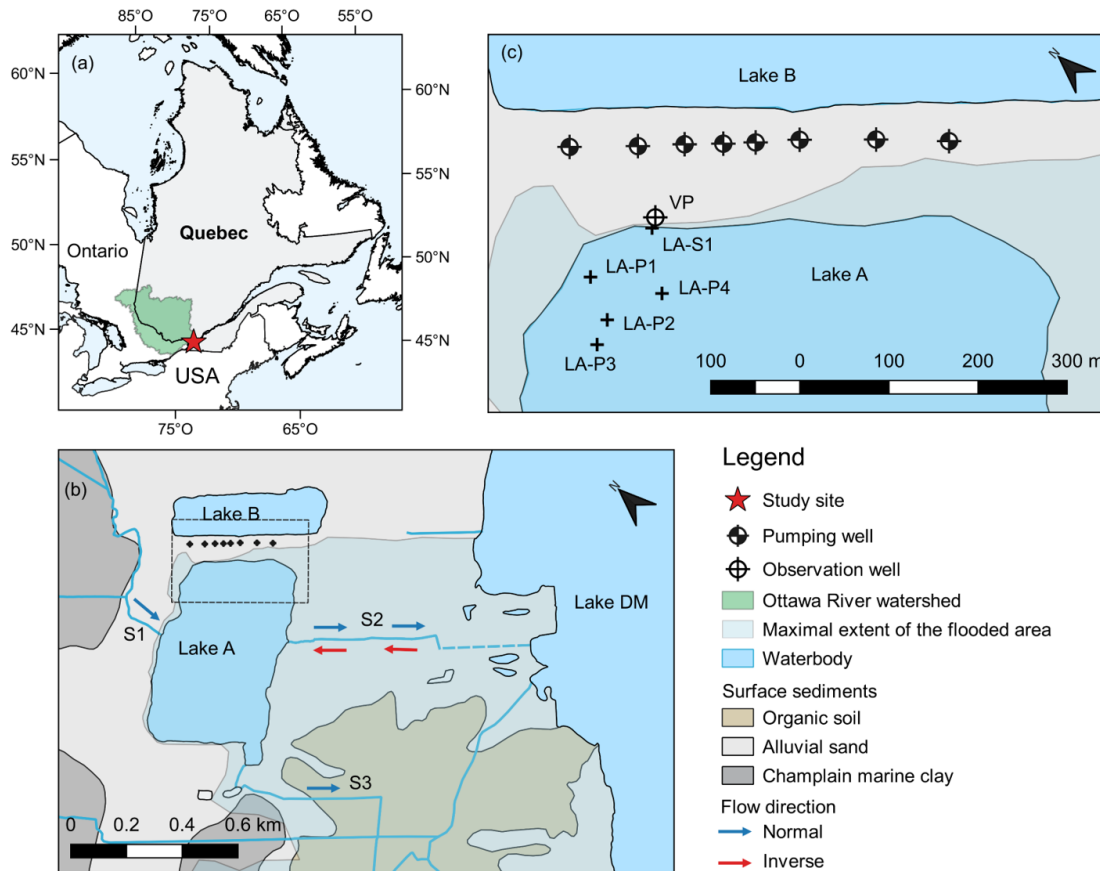 85°O 75°O 65°O 55°O
(a)
60°N
60°N
55°N
55°N
50°N
50°N
45°N
45°N
Quebec
Ontario
USA
75°O 65°O
(c)
N
Lake B
VP
LA-S1
LA-P1
LA-P4
Lake A
LA-P2
LA-P3
100 0 100 200 300 m
(b)
N
Lake B
Lake DM
S1
S2
Lake A
S3
0 0.2 0.4 0.6 km
Legend
Study site
Pumping well
Observation well
Ottawa River watershed
Maximal extent of the flooded area
Waterbody
Surface sediments
Organic soil
Alluvial sand
Champlain marine clay
Flow direction
Normal
Inverse